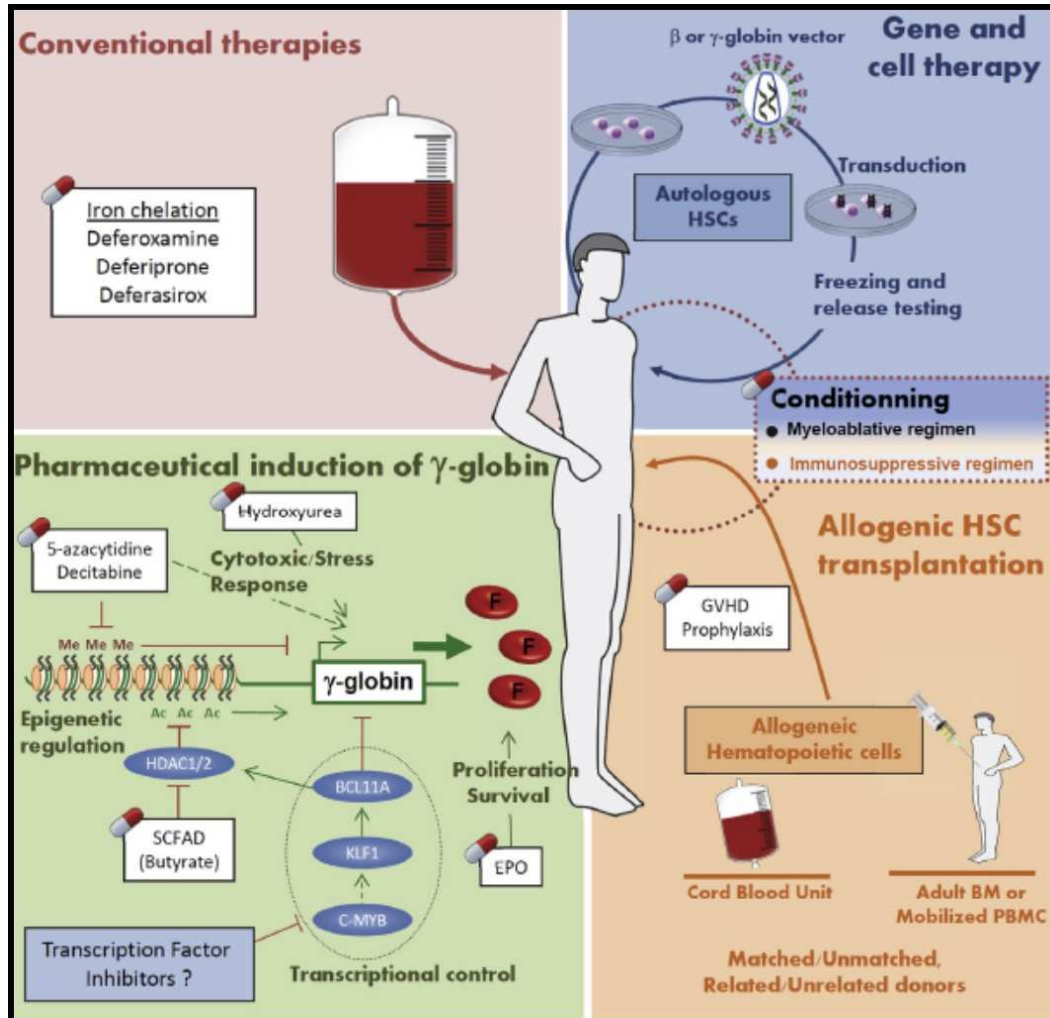 Conventional therapies
Iron chelation
Deferoxamine
Deferiprone
Deferasirox
Gene and
cell therapy
β or γ-globin vector
Transduction
Autologous
HSCs
Freezing and
release testing
Conditionning
● Myeloablative regimen
● Immunosuppressive regimen
Pharmaceutical induction of γ-globin
Hydroxyurea
5-azacytidine
Decitabine
Cytotoxic/Stress
Response
Me Me Me
γ-globin
F
F
F
Ac Ac Ac
Epigenetic
regulation
HDAC1/2
BCL11A
Proliferation
Survival
SCFAD
(Butyrate)
KLF1
EPO
C-MYB
Transcription Factor
Inhibitors ?
Transcriptional control
Allogenic HSC
transplantation
GVHD
Prophylaxis
Allogeneic
Hematopoietic cells
Cord Blood Unit
Adult BM or
Mobilized PBMC
Matched/Unmatched,
Related/Unrelated donors